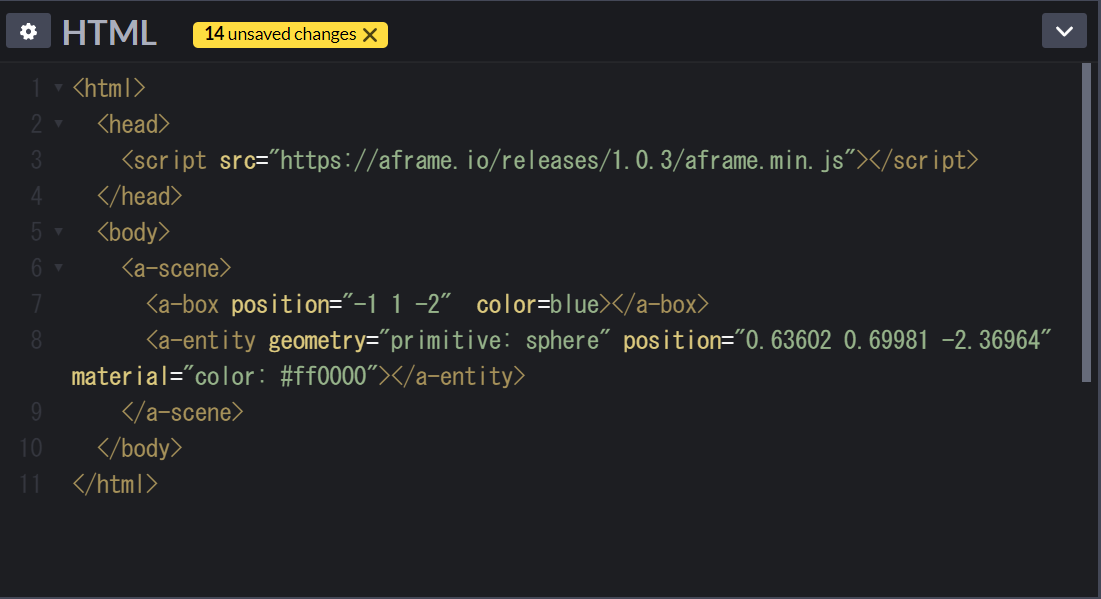 HTML
14 unsaved changes
1 <html>
2 <head>
3 <script src="https://aframe.io/releases/1.0.3/aframe.min.js"></script>
4 </head>
5 <body>
6 <a-scene>
7 <a-box position="-1 1 -2"  color=blue></a-box>
8 <a-entity geometry="primitive: sphere" position="0.63602 0.69981 -2.36964"
material="color: #ff0000"></a-entity>
9 </a-scene>
10 </body>
11 </html>